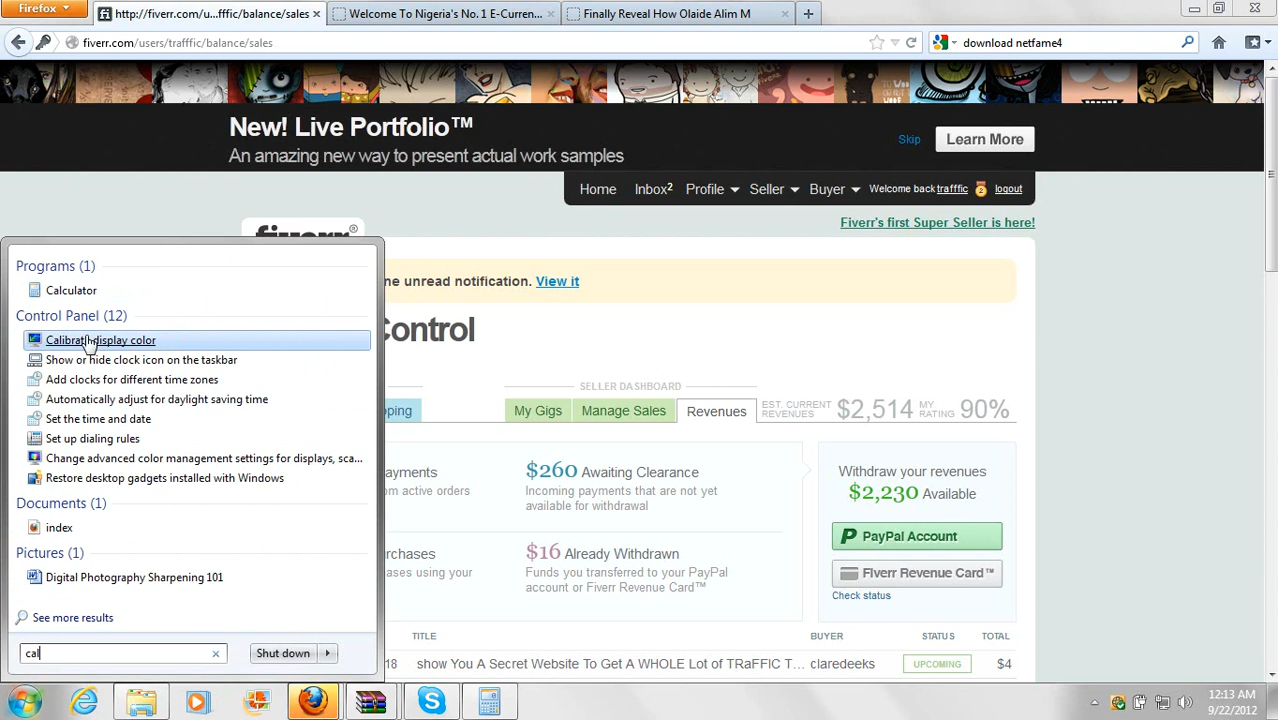 Firefox
http://fiverr.com/u...fffic/balance/sales
Welcome To Nigeria's No. 1 E-Curren...
Finally Reveal How Olaide Alim M
fiverr.com/users/trafffic/balance/sales
download netfame4
New! Live Portfolio™
An amazing new way to present actual work samples
Skip
Learn More
Home
Inbox2
Profile
Seller
Buyer
Welcome back trafffic
logout
Fiverr's first Super Seller is here!
fiverr®
ne unread notification. View it
Control
SELLER DASHBOARD
pping
My Gigs
Manage Sales
Revenues
EST. CURRENT REVENUES
$2,514
MY RATING
90%
ayments
om active orders
$260 Awaiting Clearance
Incoming payments that are not yet
available for withdrawal
Withdraw your revenues
$2,230 Available
PayPal Account
Fiverr Revenue Card™
Check status
rchases
ases using your
$16 Already Withdrawn
Funds you transferred to your PayPal
account or Fiverr Revenue Card™
TITLE
BUYER
STATUS
TOTAL
18
show You A Secret Website To Get A WHOLE Lot of TRaFFIC T...
claredeeks
UPCOMING
$4
Programs (1)
Calculator
Control Panel (12)
Calibrate display color
Show or hide clock icon on the taskbar
Add clocks for different time zones
Automatically adjust for daylight saving time
Set the time and date
Set up dialing rules
Change advanced color management settings for displays, sca...
Restore desktop gadgets installed with Windows
Documents (1)
index
Pictures (1)
Digital Photography Sharpening 101
See more results
cal
Shut down
12:13 AM
9/22/2012